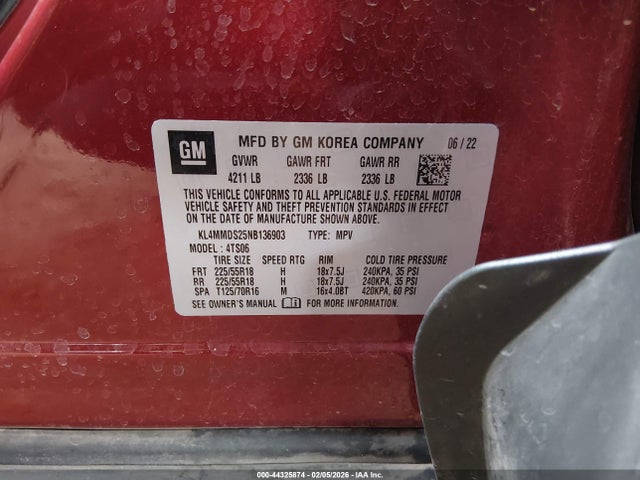 GM
MFD BY GM KOREA COMPANY 06 / 22
GVWR GAWR FRT GAWR RR
4211 LB 2336 LB 2336 LB
THIS VEHICLE CONFORMS TO ALL APPLICABLE U.S. FEDERAL MOTOR
VEHICLE SAFETY AND THEFT PREVENTION STANDARDS IN EFFECT
ON THE DATE OF MANUFACTURE SHOWN ABOVE.
KL4MMDS25NB136903 TYPE: MPV
MODEL : 4TS06
TIRE SIZE SPEED RTG RIM COLD TIRE PRESSURE
FRT 225/55R18 H 18x7.5J 240KPA, 35 PSI
RR 225/55R18 H 18x7.5J 240KPA, 35 PSI
SPA T125/70R16 M 16x4.0BT 420KPA, 60 PSI
SEE OWNER'S MANUAL FOR MORE INFORMATION.
000-44325874 - 02/05/2026 - IAA Inc.